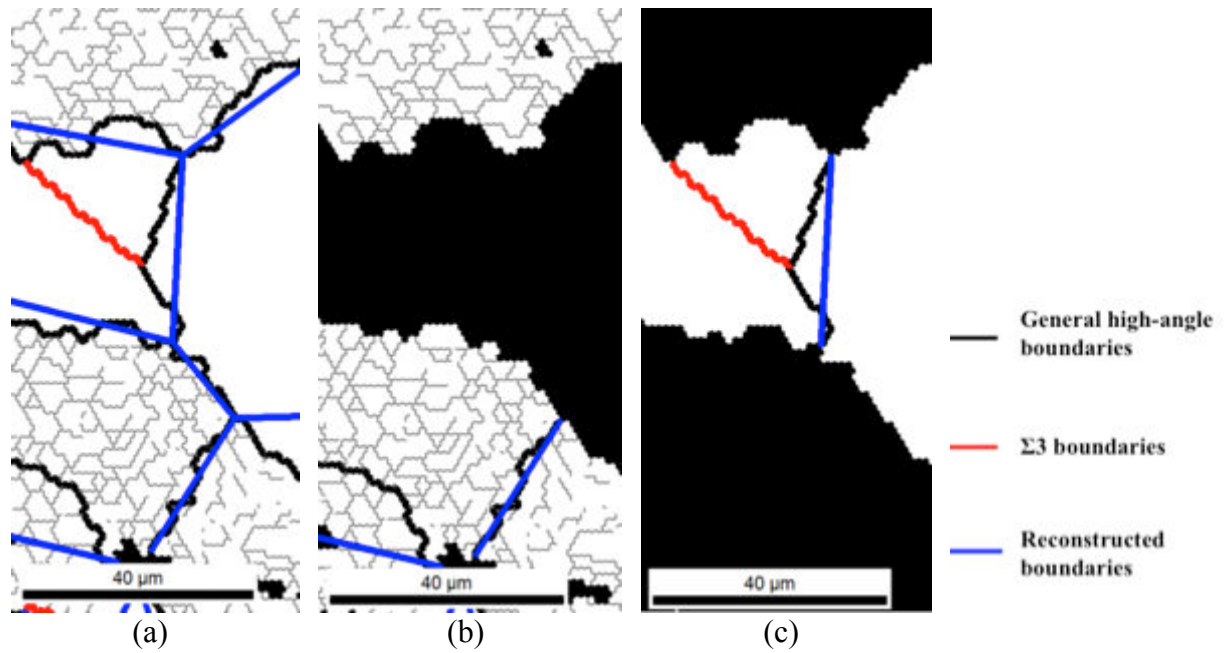 General high-angle
boundaries
Σ3 boundaries
Reconstructed
boundaries
40 µm
40 µm
40 µm
(a)
(b)
(c)